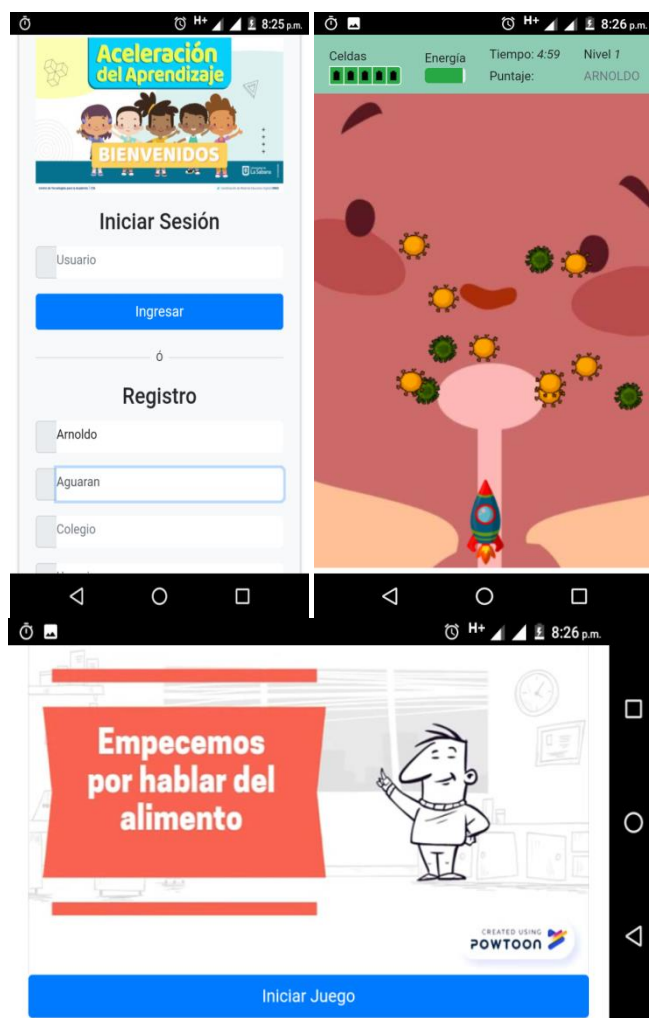 H+ 8:25 p.m.
Aceleración
del Aprendizaje
BIENVENIDOS
La Sabana
Iniciar Sesión
Usuario
Ingresar
ó
Registro
Arnoldo
Aguaran
Colegio
H+ 8:26 p.m.
Celdas
Energía
Tiempo: 4:59
Nivel 1
Puntaje:
ARNOLDO
H+ 8:26 p.m.
Empecemos
por hablar del
alimento
CREATED USING
POWTOON
Iniciar Juego